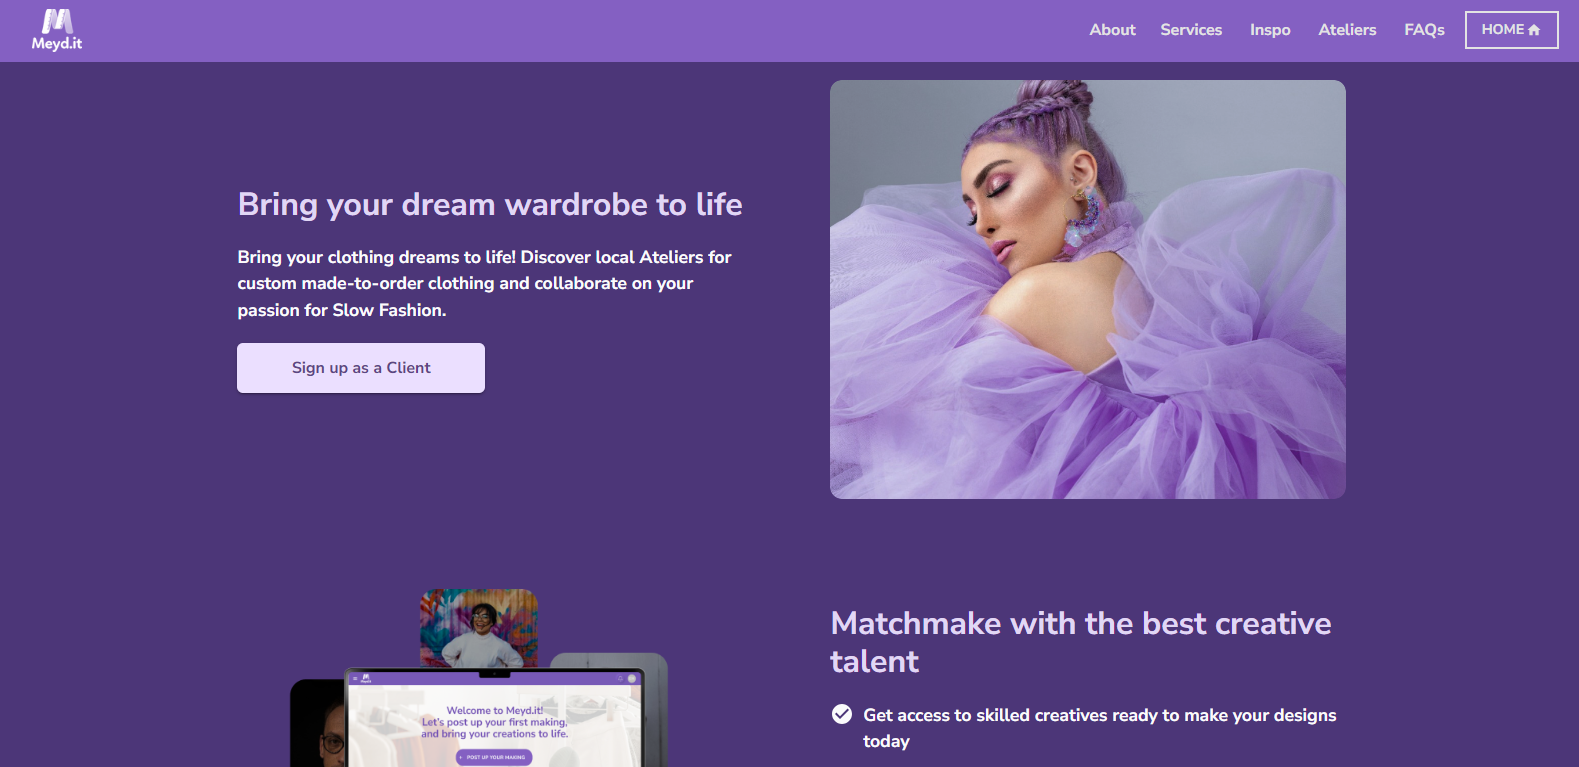 Meyd.it
About Services Inspo Ateliers FAQs HOME
Bring your dream wardrobe to life
Bring your clothing dreams to life! Discover local Ateliers for
custom made-to-order clothing and collaborate on your
passion for Slow Fashion.
Sign up as a Client
Matchmake with the best creative
talent
Get access to skilled creatives ready to make your designs
today
Meyd.it
Welcome to Meyd.it!
Let's post up your first making,
and bring your creations to life.
POST UP YOUR MAKING